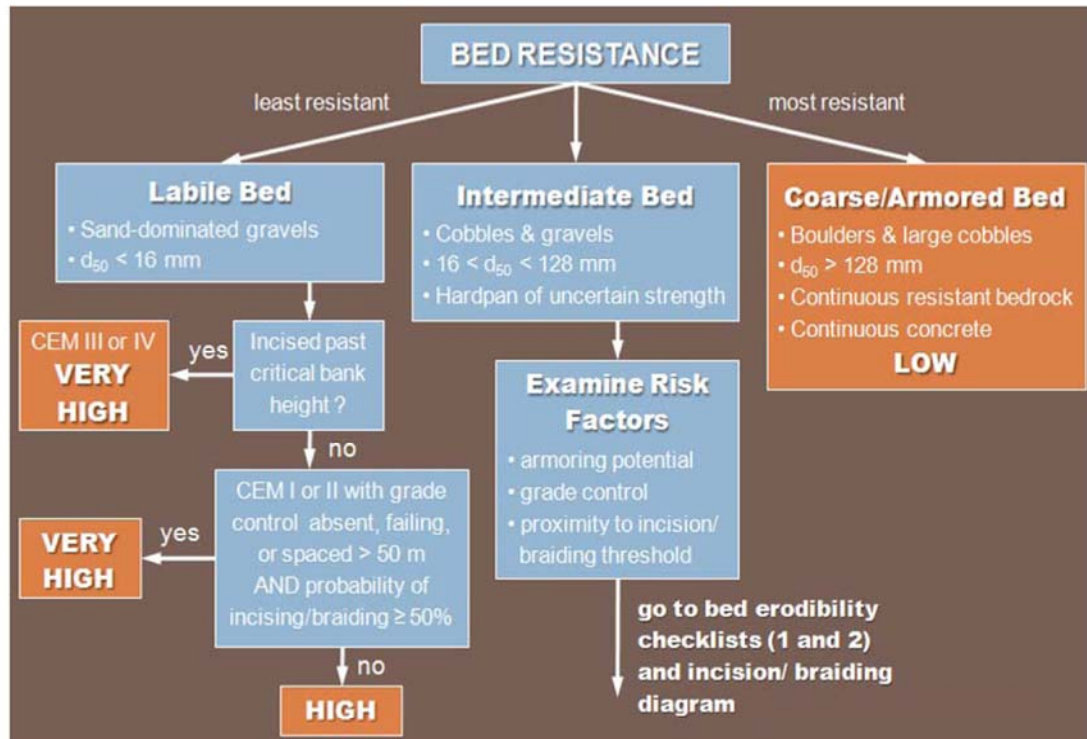 BED RESISTANCE
least resistant
most resistant
Labile Bed
• Sand-dominated gravels
• d₅₀ < 16 mm
Intermediate Bed
• Cobbles & gravels
• 16 < d₅₀ < 128 mm
• Hardpan of uncertain strength
Coarse/Armored Bed
• Boulders & large cobbles
• d₅₀ > 128 mm
• Continuous resistant bedrock
• Continuous concrete
LOW
CEM III or IV
VERY
HIGH
yes
Incised past
critical bank
height ?
no
CEM I or II with grade
control absent, failing,
or spaced > 50 m
AND probability of
incising/braiding ≥ 50%
yes
VERY
HIGH
no
HIGH
Examine Risk
Factors
• armoring potential
• grade control
• proximity to incision/
braiding threshold
go to bed erodibility
checklists (1 and 2)
and incision/ braiding
diagram